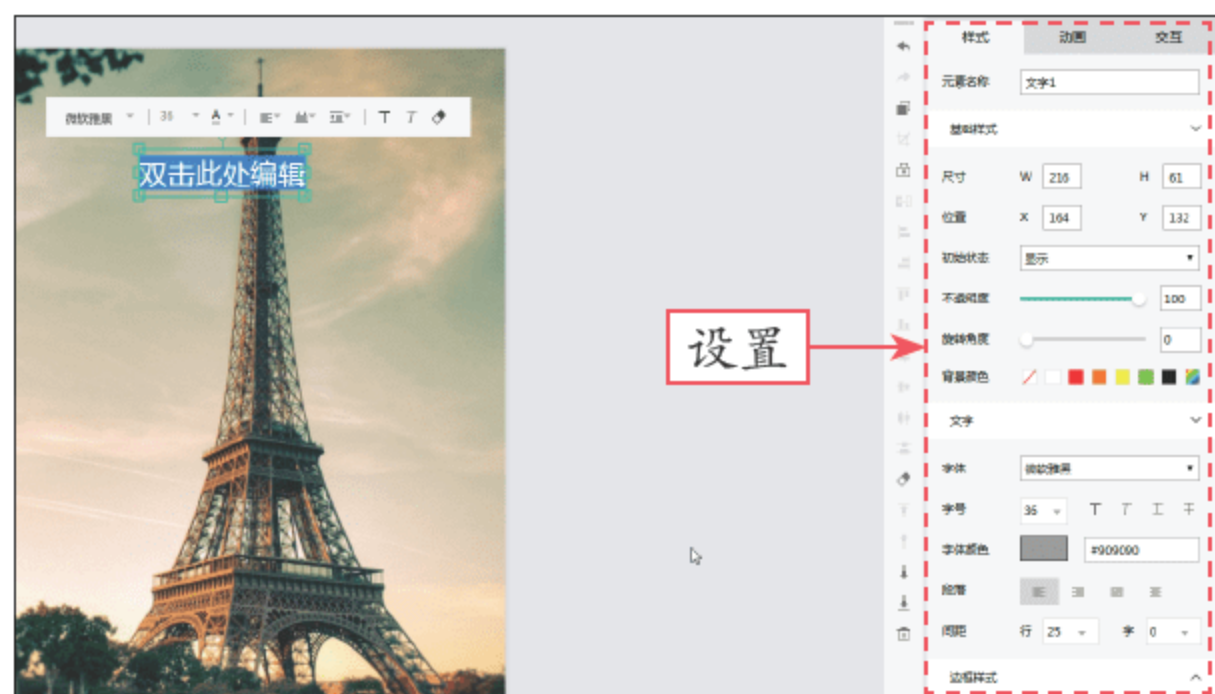 样式 动画 交互
元素名称 文字1
微软雅黑 36 A T T
基础样式
双击此处编辑
尺寸 W 216 H 61
位置 X 164 Y 132
初始状态 显示
不透明度 100
设置
旋转角度 0
背景颜色
文字
字体 微软雅黑
字号 36 T T T T
字体颜色 #909090
段落
间距 行 25 字 0
边框样式